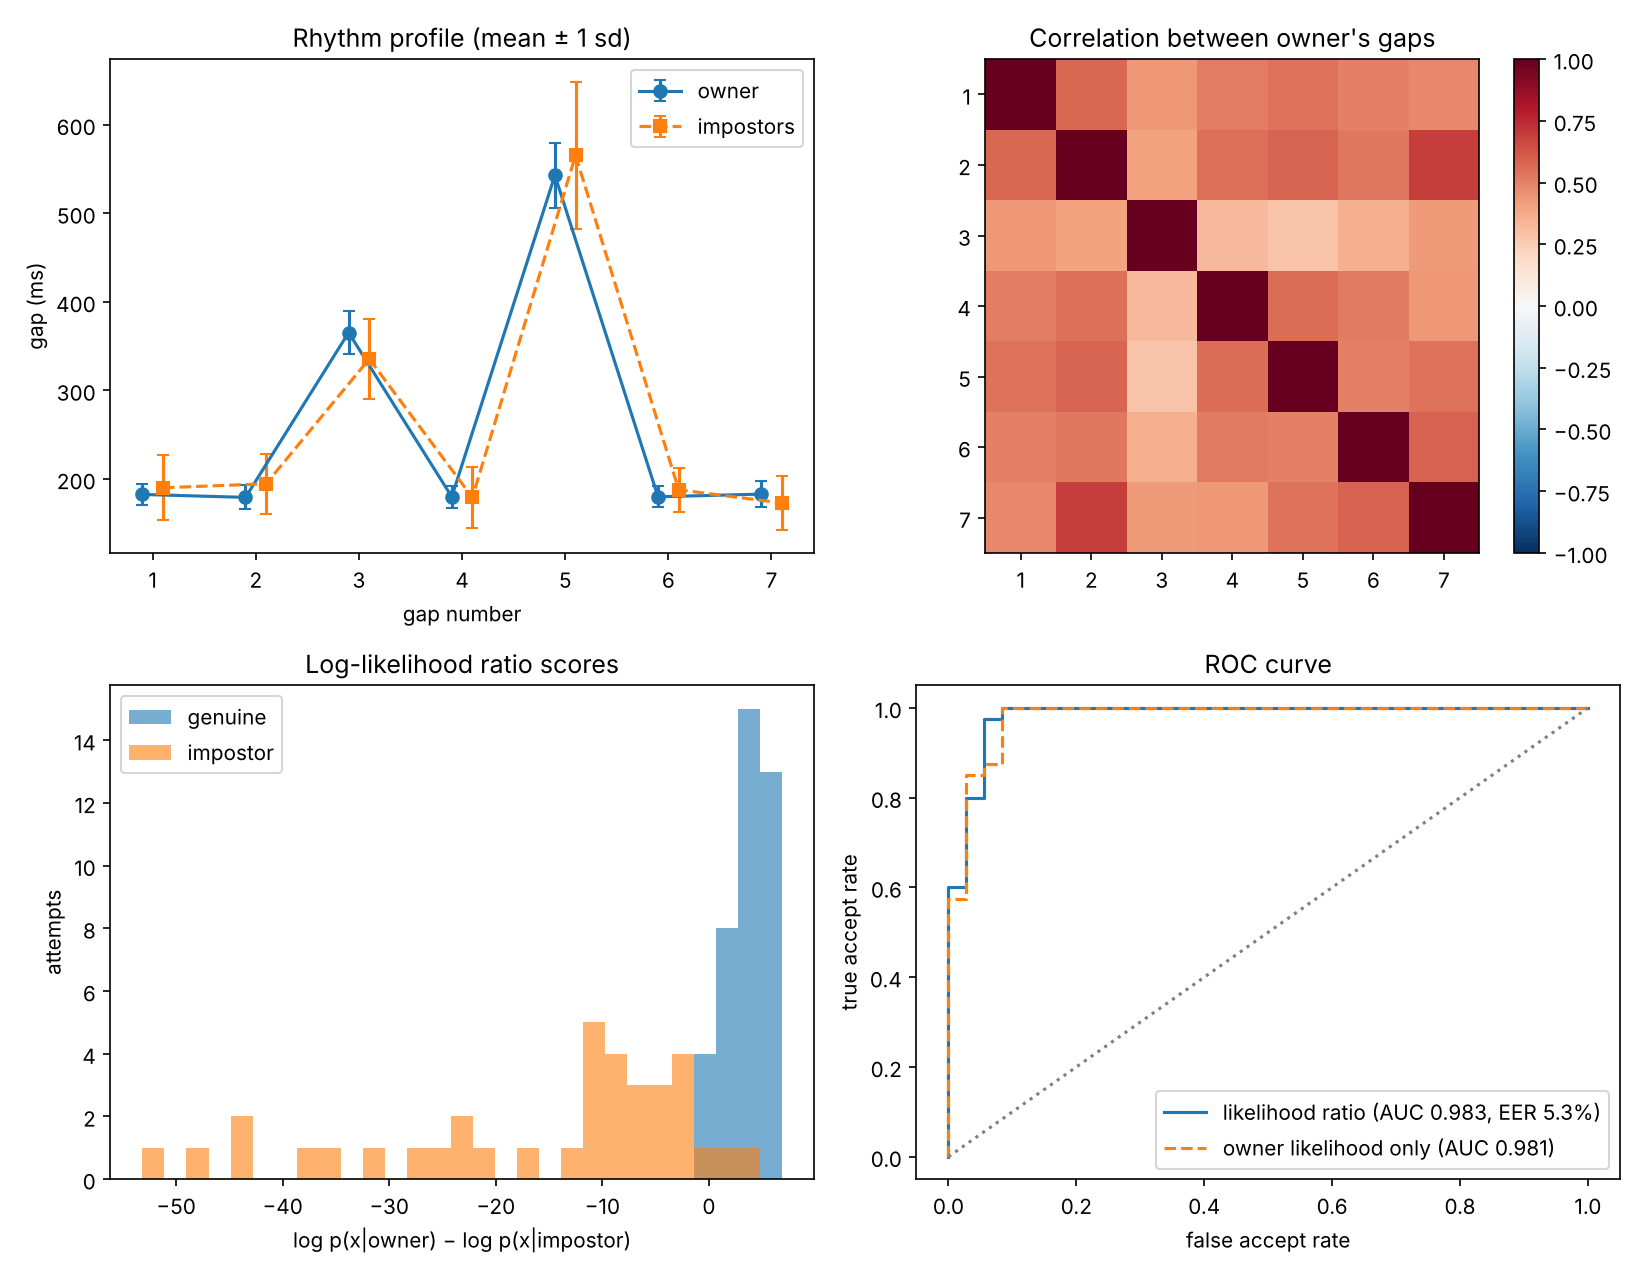 Rhythm profile (mean ± 1 sd)
owner
impostors
600
500
400
300
200
gap (ms)
1 2 3 4 5 6 7
gap number
Correlation between owner's gaps
1
2
3
4
5
6
7
1 2 3 4 5 6 7
1.00
0.75
0.50
0.25
0.00
−0.25
−0.50
−0.75
−1.00
Log-likelihood ratio scores
genuine
impostor
14
12
10
8
6
4
2
0
attempts
−50 −40 −30 −20 −10 0
log p(x|owner) − log p(x|impostor)
ROC curve
1.0
0.8
0.6
0.4
0.2
0.0
true accept rate
likelihood ratio (AUC 0.983, EER 5.3%)
owner likelihood only (AUC 0.981)
0.0 0.2 0.4 0.6 0.8 1.0
false accept rate